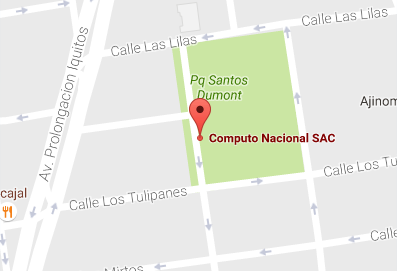 Calle Las Lilas
Calle Las Lilas
Av. Prolongacion Iquitos
Pq Santos
Dumont
Ajinom
Computo Nacional SAC
Calle Los Tulipanes
Calle Los Tu
cajal
Calle
Mirtos